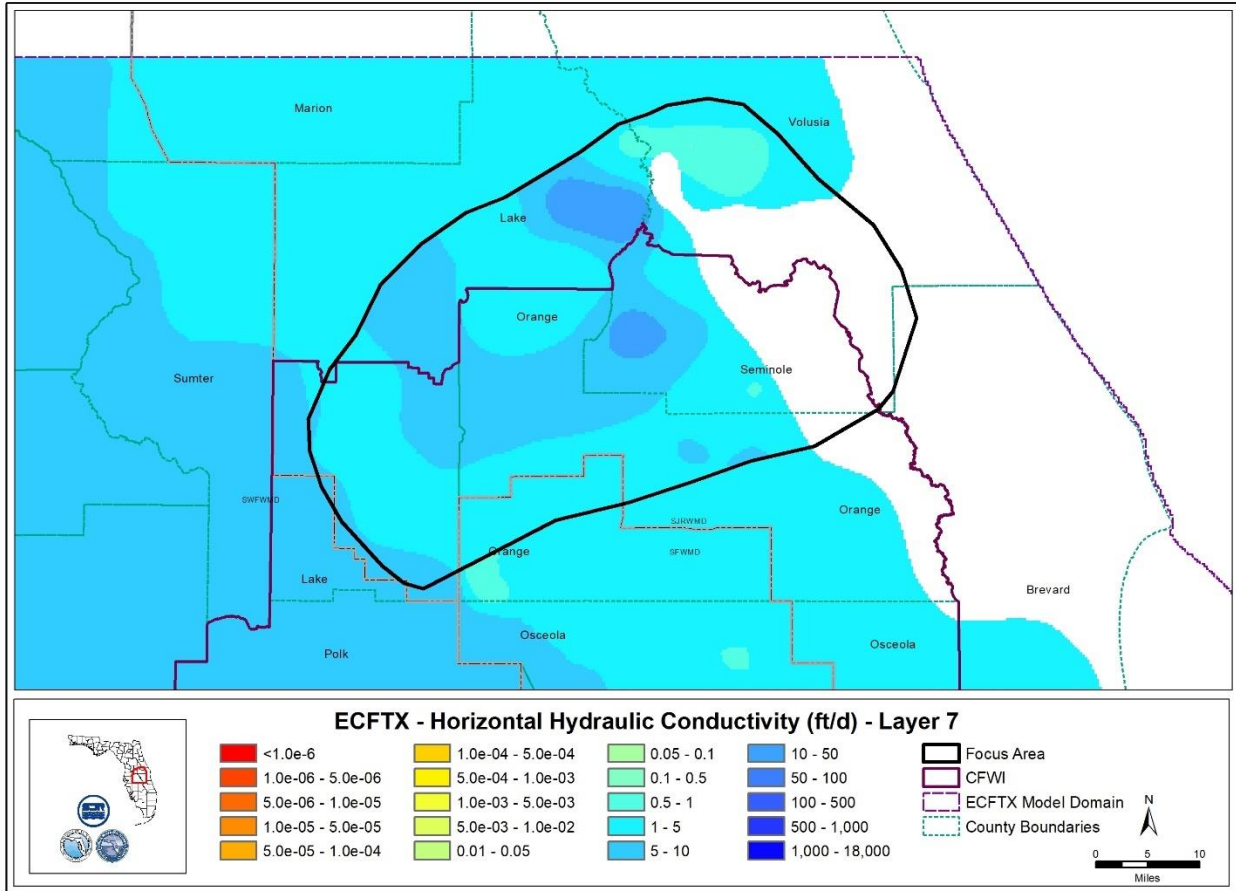 Marion
Volusia
Lake
Orange
Sumter
Seminole
SWFWMD
Orange
SJRWMD
Orange
SFWMD
Lake
Brevard
Osceola
Osceola
Polk
ECFTX - Horizontal Hydraulic Conductivity (ft/d) - Layer 7
<1.0e-6
1.0e-06 - 5.0e-06
5.0e-06 - 1.0e-05
1.0e-05 - 5.0e-05
5.0e-05 - 1.0e-04
1.0e-04 - 5.0e-04
5.0e-04 - 1.0e-03
1.0e-03 - 5.0e-03
5.0e-03 - 1.0e-02
0.01 - 0.05
0.05 - 0.1
0.1 - 0.5
0.5 - 1
1 - 5
5 - 10
10 - 50
50 - 100
100 - 500
500 - 1,000
1,000 - 18,000
Focus Area
CFWI
ECFTX Model Domain
County Boundaries
N
0 5 10
Miles